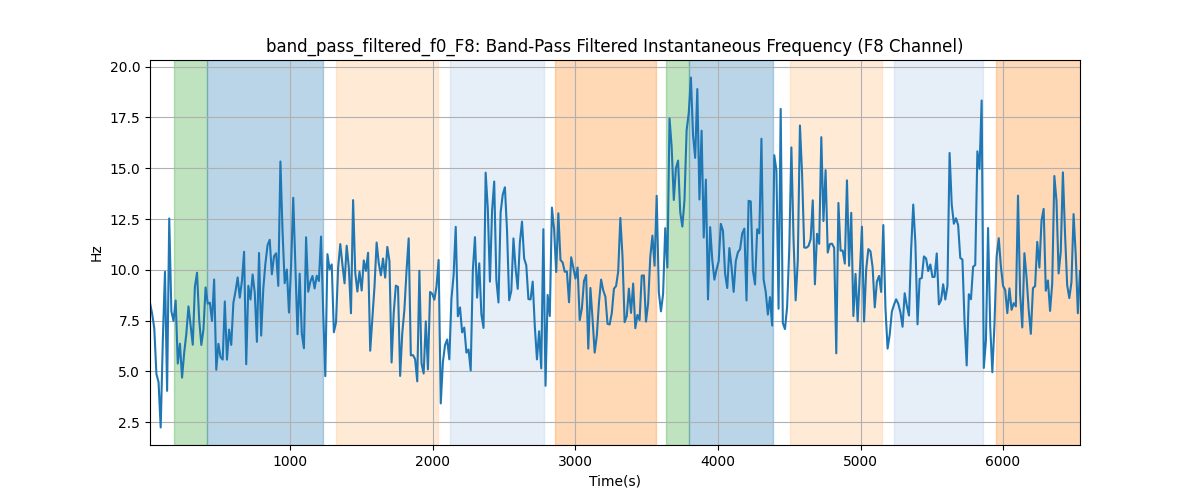 band_pass_filtered_f0_F8: Band-Pass Filtered Instantaneous Frequency (F8 Channel)
20.0
17.5
15.0
12.5
10.0
7.5
5.0
2.5
Hz
1000 2000 3000 4000 5000 6000
Time(s)